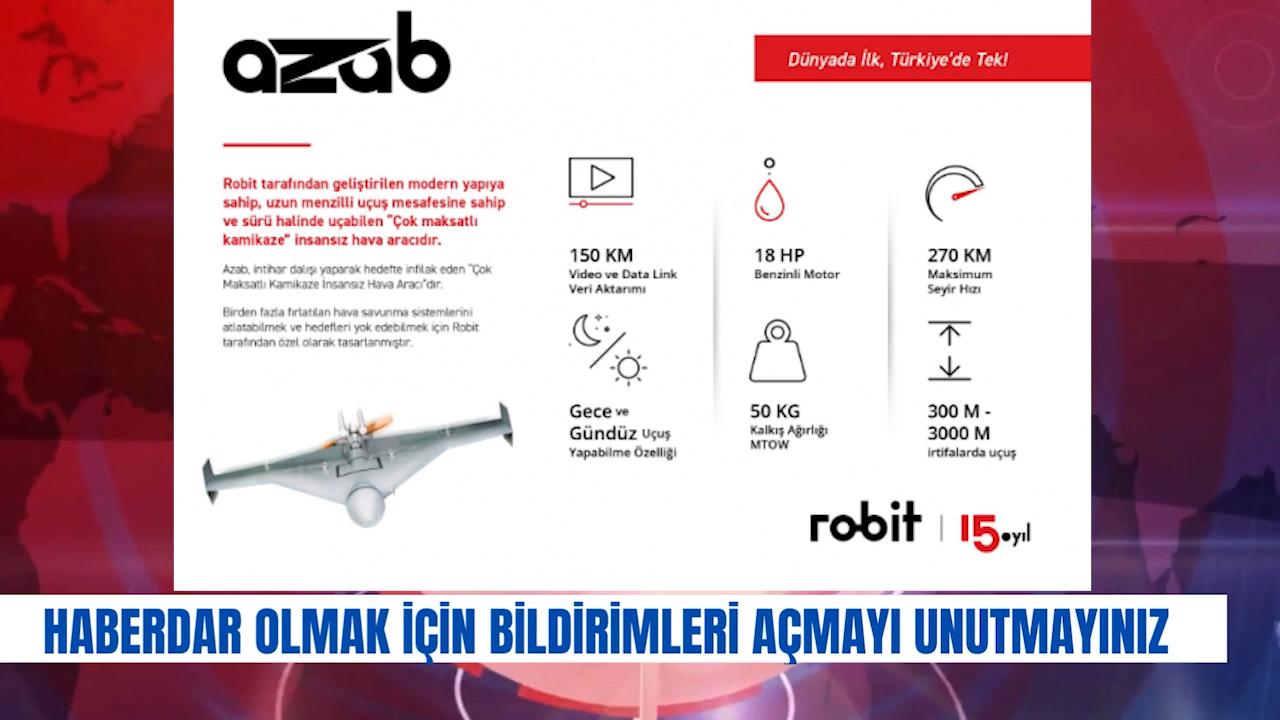 azab
Dünyada İlk, Türkiye'de Tek!
Robit tarafından geliştirilen modern yapıya
sahip, uzun menzilli uçuş mesafesine sahip
ve sürü halinde uçabilen "Çok maksatlı
kamikaze" insansız hava aracıdır.
Azab, intihar dalışı yaparak hedefte infilak eden "Çok
Maksatlı Kamikaze İnsansız Hava Aracı"dır.
Birden fazla fırlatılan hava savunma sistemlerini
atlatabilmek ve hedefleri yok edebilmek için Robit
tarafından özel olarak tasarlanmıştır.
150 KM
Video ve Data Link
Veri Aktarımı
18 HP
Benzinli Motor
270 KM
Maksimum
Seyir Hızı
Gece ve
Gündüz Uçuş
Yapabilme Özelliği
50 KG
Kalkış Ağırlığı
MTOW
300 M -
3000 M
irtifalarda uçuş
robit | 15.yıl
HABERDAR OLMAK İÇİN BİLDİRİMLERİ AÇMAYI UNUTMAYINIZ